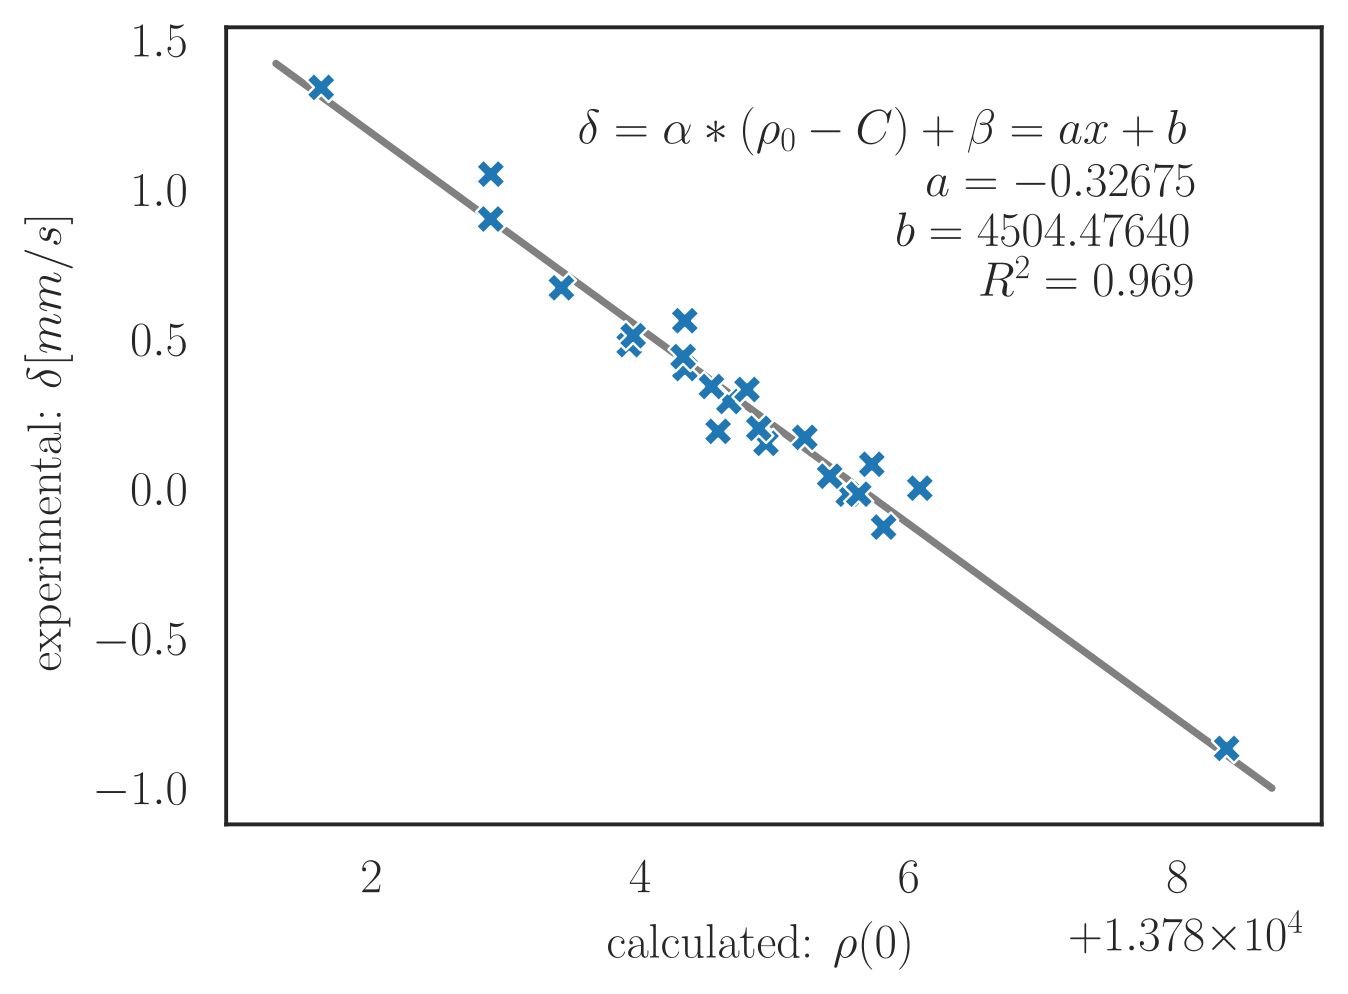 1.5
1.0
0.5
0.0
−0.5
−1.0
experimental: δ[mm/s]
δ = α ∗ (ρ₀ − C) + β = ax + b
a = −0.32675
b = 4504.47640
R² = 0.969
2 4 6 8
+1.378×10⁴
calculated: ρ(0)